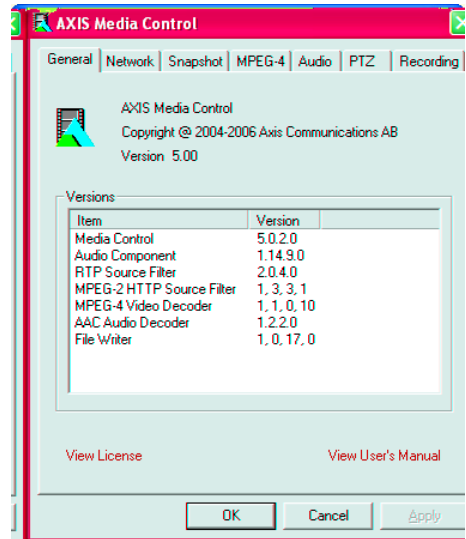 AXIS Media Control
General Network Snapshot MPEG-4 Audio PTZ Recording
AXIS Media Control
Copyright @ 2004-2006 Axis Communications AB
Version 5.00
Versions
Item Version
Media Control 5.0.2.0
Audio Component 1.14.9.0
RTP Source Filter 2.0.4.0
MPEG-2 HTTP Source Filter 1, 3, 3, 1
MPEG-4 Video Decoder 1, 1, 0, 10
AAC Audio Decoder 1.2.2.0
File Writer 1, 0, 17, 0
View License View User's Manual
OK Cancel Apply